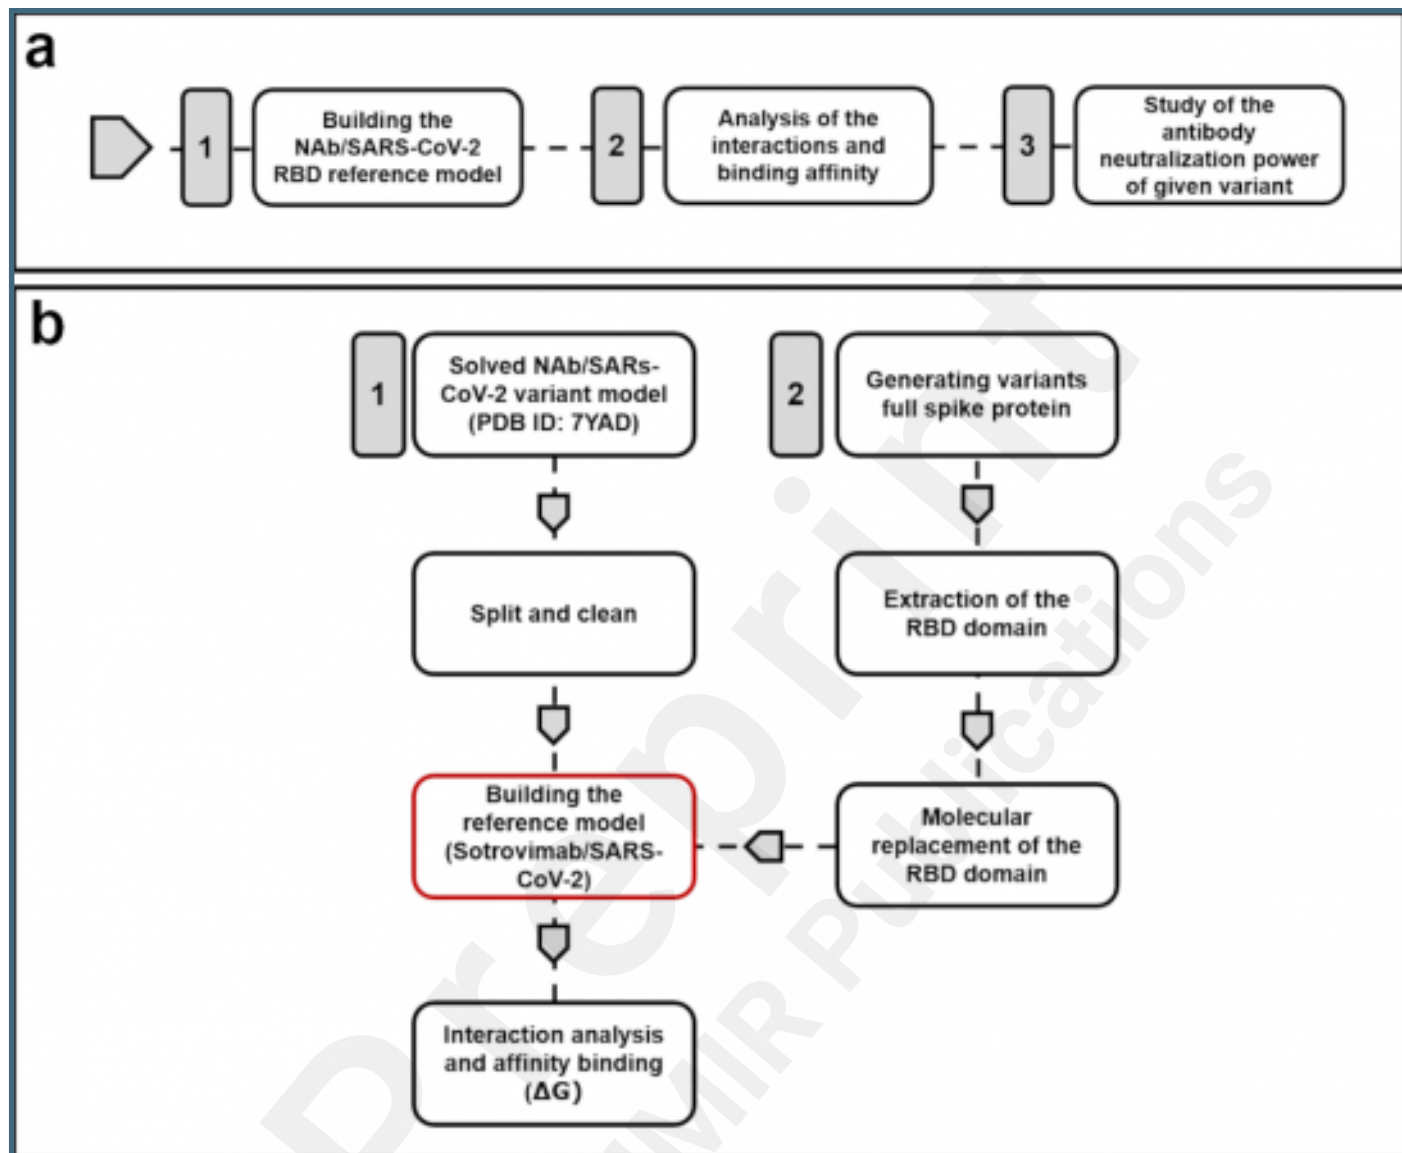 a
1
Building the
NAb/SARS-CoV-2
RBD reference model
2
Analysis of the
interactions and
binding affinity
3
Study of the
antibody
neutralization power
of given variant
b
1
Solved NAb/SARs-
CoV-2 variant model
(PDB ID: 7YAD)
2
Generating variants
full spike protein
Split and clean
Extraction of the
RBD domain
Building the
reference model
(Sotrovimab/SARS-
CoV-2)
Molecular
replacement of the
RBD domain
Interaction analysis
and affinity binding
(ΔG)
Preprint
JMIR Publications